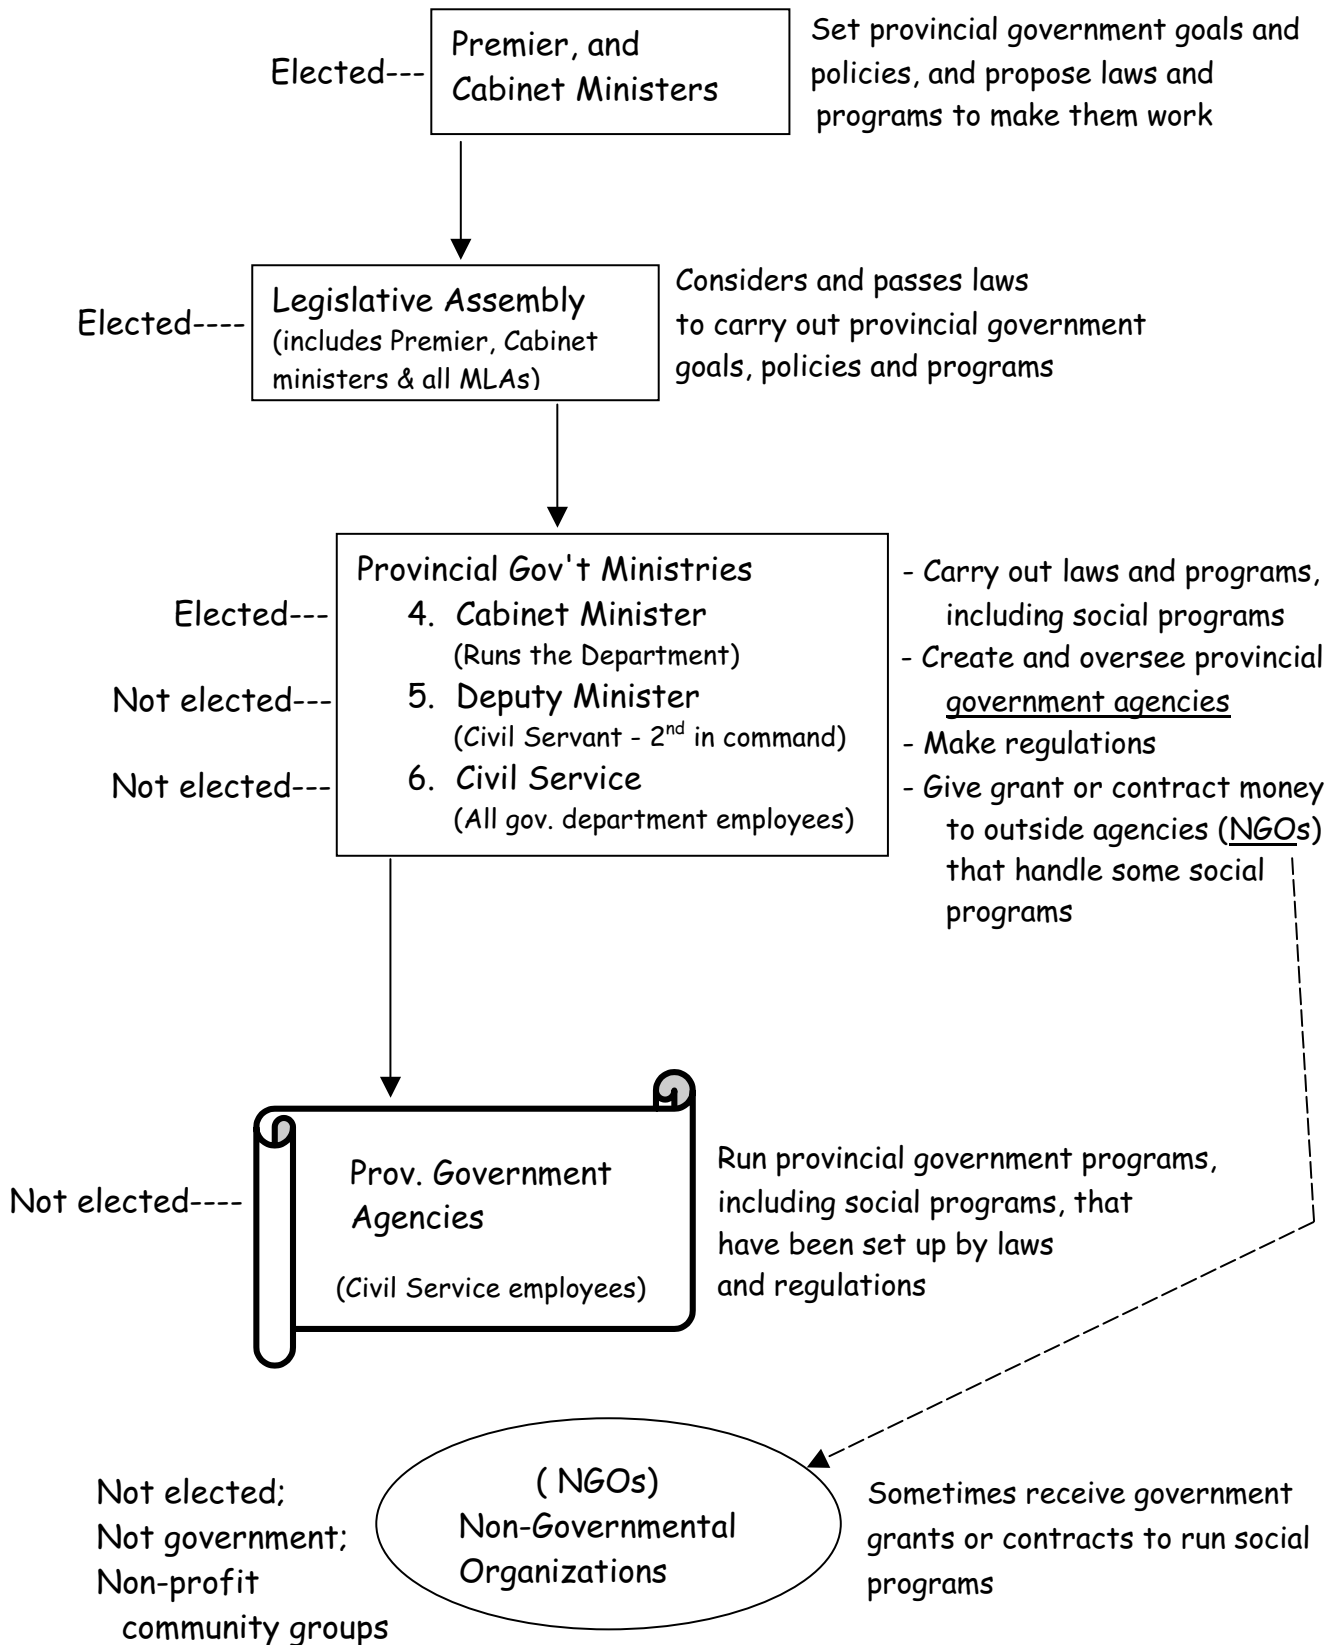 Elected---
Premier, and
Cabinet Ministers
Set provincial government goals and
policies, and propose laws and
programs to make them work
Elected----
Legislative Assembly
(includes Premier, Cabinet
ministers & all MLAs)
Considers and passes laws
to carry out provincial government
goals, policies and programs
Provincial Gov't Ministries
Elected---
4. Cabinet Minister
(Runs the Department)
Not elected---
5. Deputy Minister
(Civil Servant - 2nd in command)
Not elected---
6. Civil Service
(All gov. department employees)
- Carry out laws and programs,
including social programs
- Create and oversee provincial
government agencies
- Make regulations
- Give grant or contract money
to outside agencies (NGOs)
that handle some social
programs
Not elected----
Prov. Government
Agencies
(Civil Service employees)
Run provincial government programs,
including social programs, that
have been set up by laws
and regulations
Not elected;
Not government;
Non-profit
community groups
( NGOs)
Non-Governmental
Organizations
Sometimes receive government
grants or contracts to run social
programs